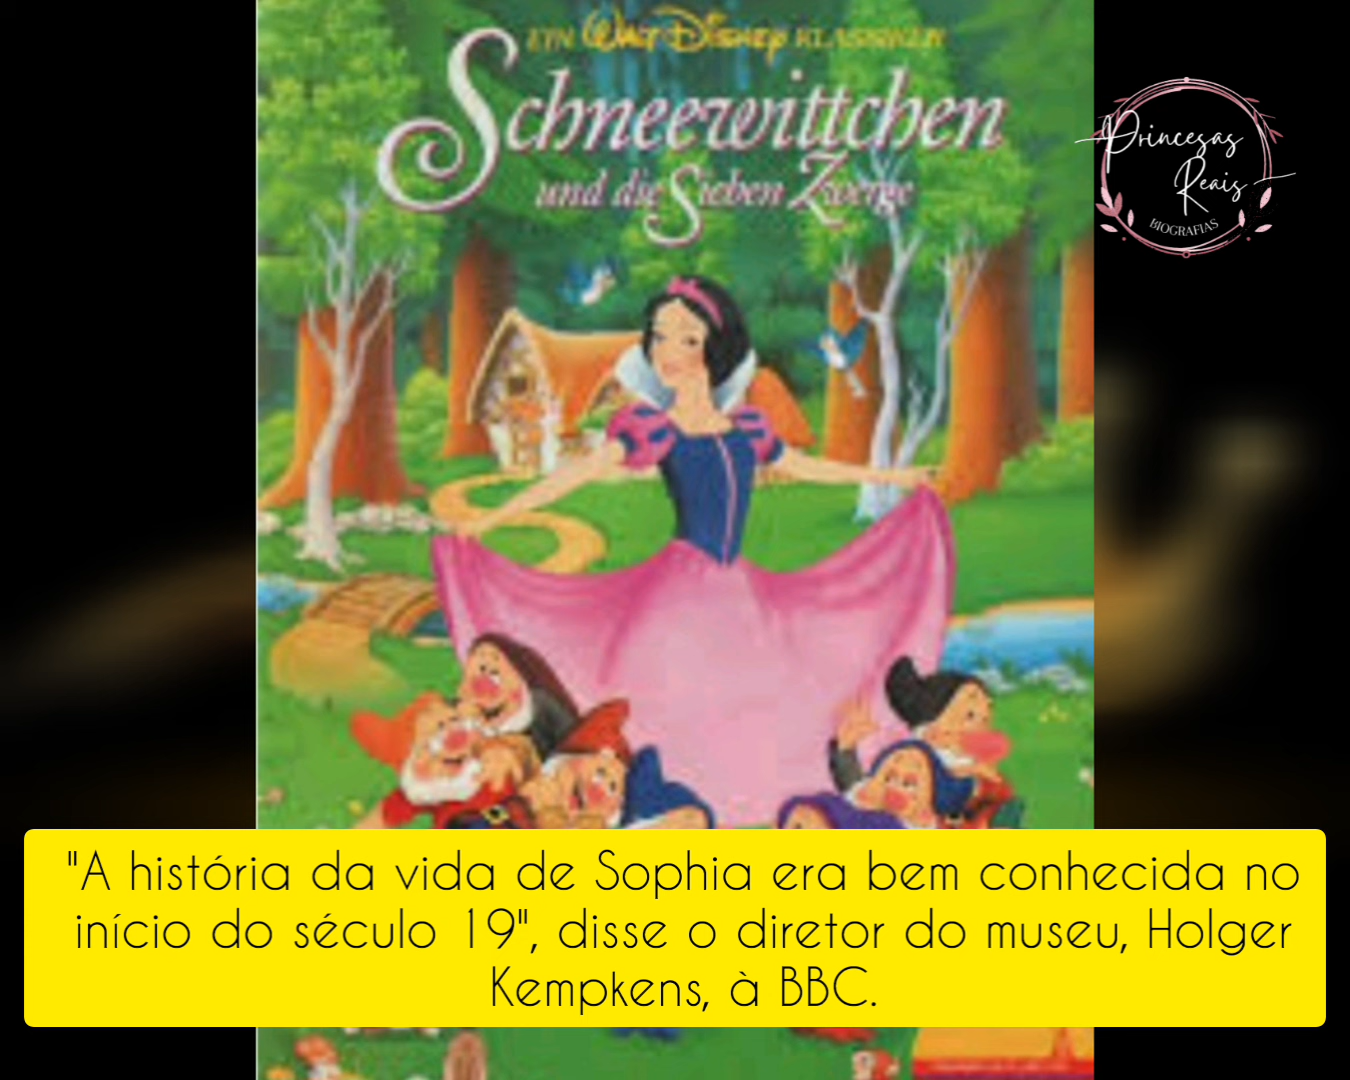 EIN WALT DISNEY KLASSIKER
Schneewittchen
und die Sieben Zwerge
Princesas
Reais
BIOGRAFIAS
"A história da vida de Sophia era bem conhecida no
início do século 19", disse o diretor do museu, Holger
Kempkens, à BBC.